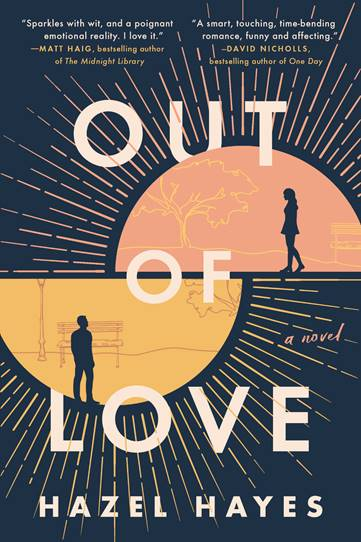 “Sparkles with wit, and a poignant
emotional reality. I love it.”
—MATT HAIG, bestselling author
of The Midnight Library
“A smart, touching, time-bending
romance, funny and affecting.”
—DAVID NICHOLLS,
bestselling author of One Day
OUT
OF
a novel
LOVE
HAZEL HAYES